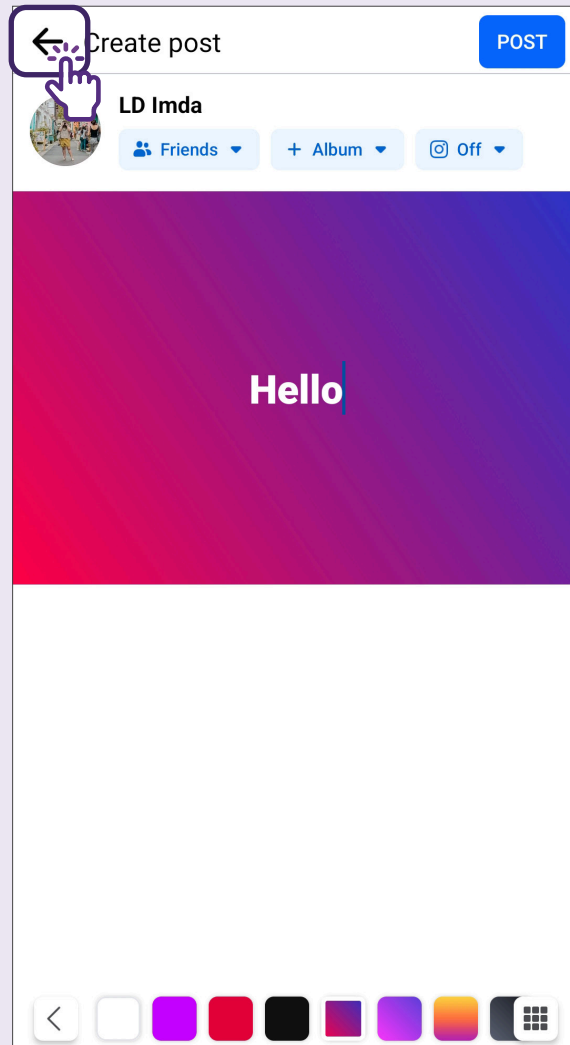 Create post
POST
LD Imda
Friends
+ Album
Off
Hello